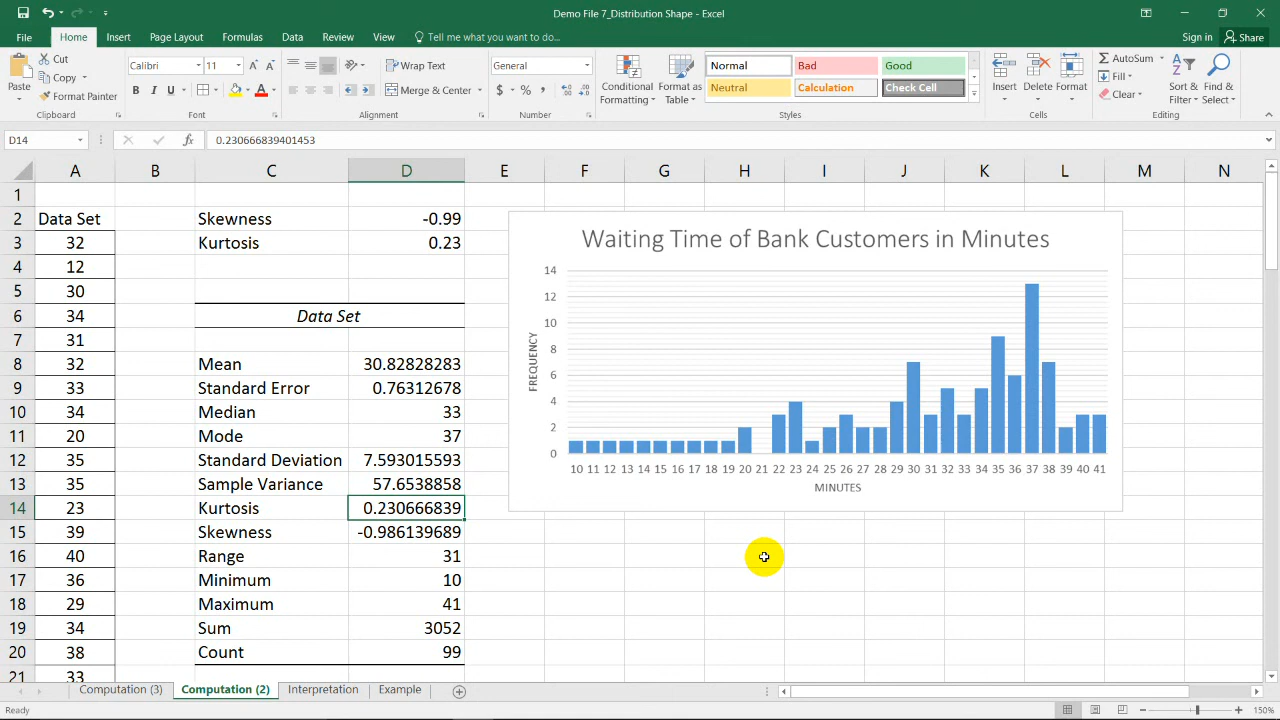 Demo File 7_Distribution Shape - Excel
File Home Insert Page Layout Formulas Data Review View Tell me what you want to do... Sign in Share
Paste Cut Copy Format Painter Clipboard
Calibri 11 B I U Font
Wrap Text Merge & Center Alignment
General $ % , Number
Conditional Formatting Format as Table
Normal Bad Good
Neutral Calculation Check Cell
Styles
Insert Delete Format Cells
AutoSum Fill Clear Sort & Filter Find & Select Editing
D14 fx 0.230666839401453
A B C D E F G H I J K L M N
1
2 Data Set Skewness -0.99
3 32 Kurtosis 0.23
4 12
5 30
6 34 Data Set
7 31
8 32 Mean 30.82828283
9 33 Standard Error 0.76312678
10 34 Median 33
11 20 Mode 37
12 35 Standard Deviation 7.593015593
13 35 Sample Variance 57.6538858
14 23 Kurtosis 0.230666839
15 39 Skewness -0.986139689
16 40 Range 31
17 36 Minimum 10
18 29 Maximum 41
19 34 Sum 3052
20 38 Count 99
21 33
Waiting Time of Bank Customers in Minutes
FREQUENCY
14
12
10
8
6
4
2
0
10 11 12 13 14 15 16 17 18 19 20 21 22 23 24 25 26 27 28 29 30 31 32 33 34 35 36 37 38 39 40 41
MINUTES
Computation (3) Computation (2) Interpretation Example
Ready 150%